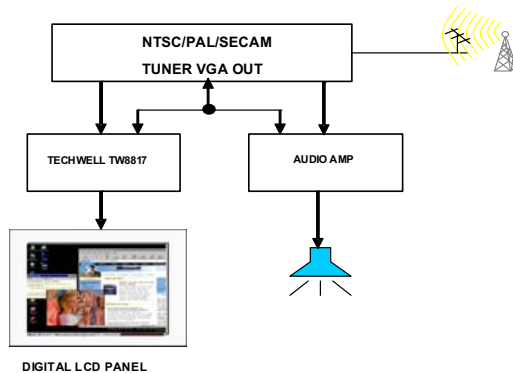 NTSC/PAL/SECAM
TUNER VGA OUT
TECHWELL TW8817
AUDIO AMP
DIGITAL LCD PANEL